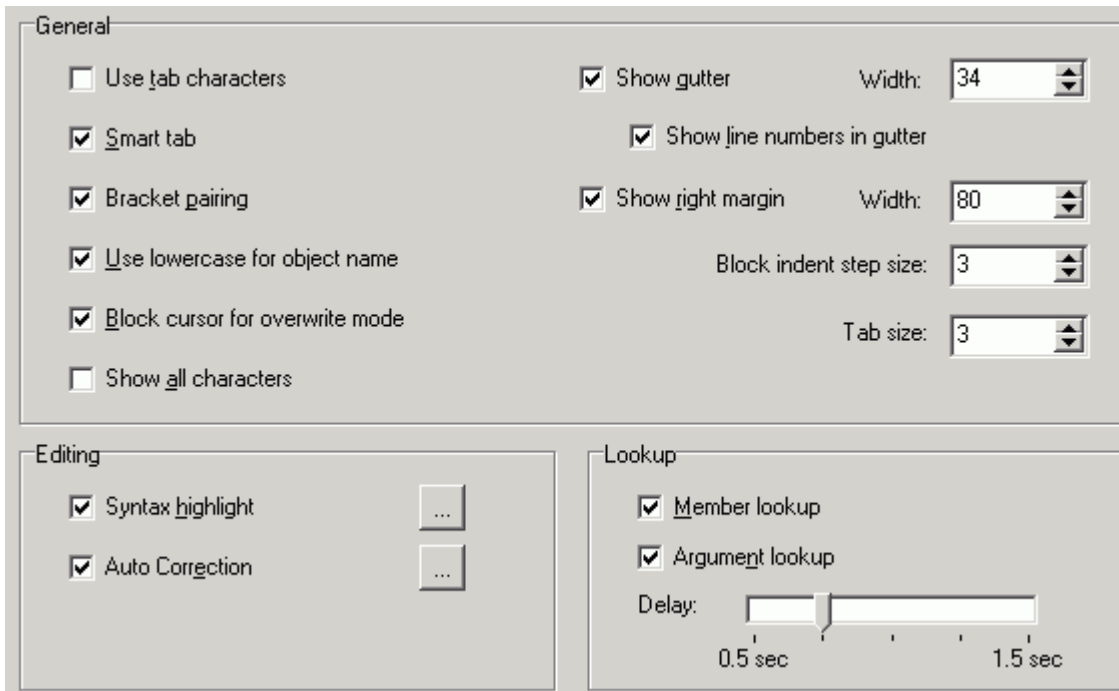 General
Use tab characters
Show gutter Width: 34
Smart tab
Show line numbers in gutter
Bracket pairing
Show right margin Width: 80
Use lowercase for object name
Block indent step size: 3
Block cursor for overwrite mode
Tab size: 3
Show all characters
Editing
Syntax highlight ...
Auto Correction ...
Lookup
Member lookup
Argument lookup
Delay:
0.5 sec 1.5 sec